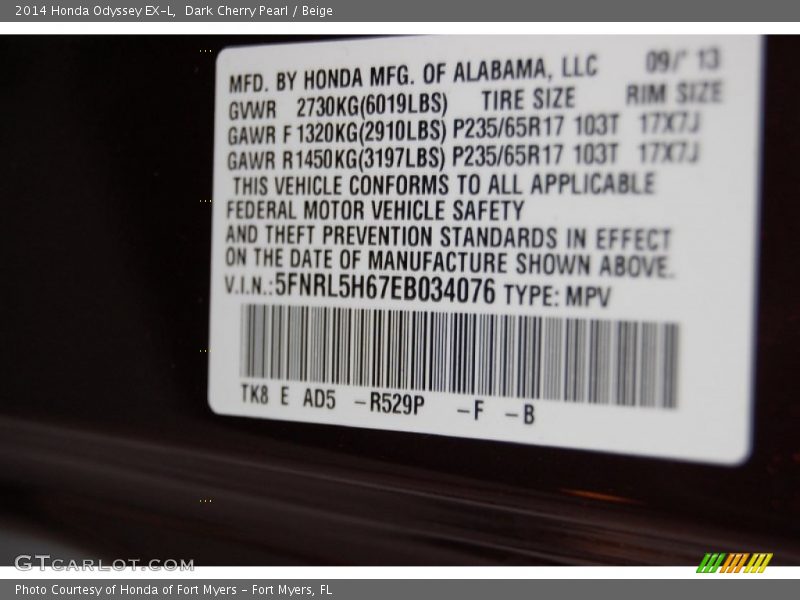 2014 Honda Odyssey EX-L, Dark Cherry Pearl / Beige
MFD. BY HONDA MFG. OF ALABAMA, LLC 09/' 13
GVWR 2730KG(6019LBS) TIRE SIZE RIM SIZE
GAWR F 1320KG(2910LBS) P235/65R17 103T 17X7J
GAWR R1450KG(3197LBS) P235/65R17 103T 17X7J
THIS VEHICLE CONFORMS TO ALL APPLICABLE
FEDERAL MOTOR VEHICLE SAFETY
AND THEFT PREVENTION STANDARDS IN EFFECT
ON THE DATE OF MANUFACTURE SHOWN ABOVE.
V.I.N.:5FNRL5H67EB034076 TYPE: MPV
TK8 E AD5 -R529P -F -B
GTCARLOT.COM
Photo Courtesy of Honda of Fort Myers - Fort Myers, FL